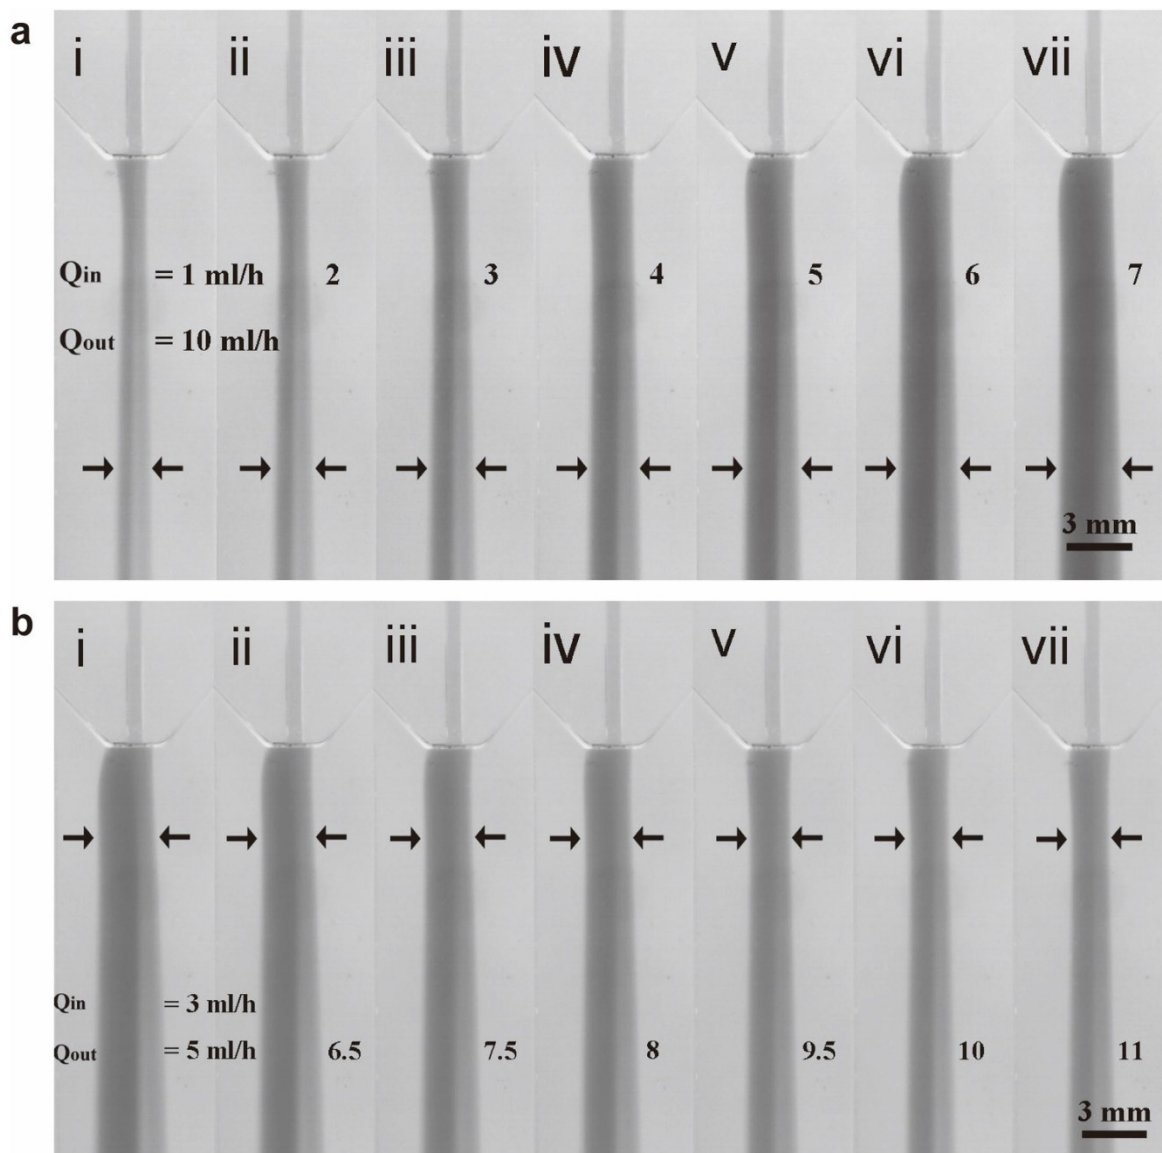 a
i ii iii iv v vi vii
Qin = 1 ml/h 2 3 4 5 6 7
Qout = 10 ml/h
3 mm
b
i ii iii iv v vi vii
Qin = 3 ml/h
Qout = 5 ml/h 6.5 7.5 8 9.5 10 11
3 mm